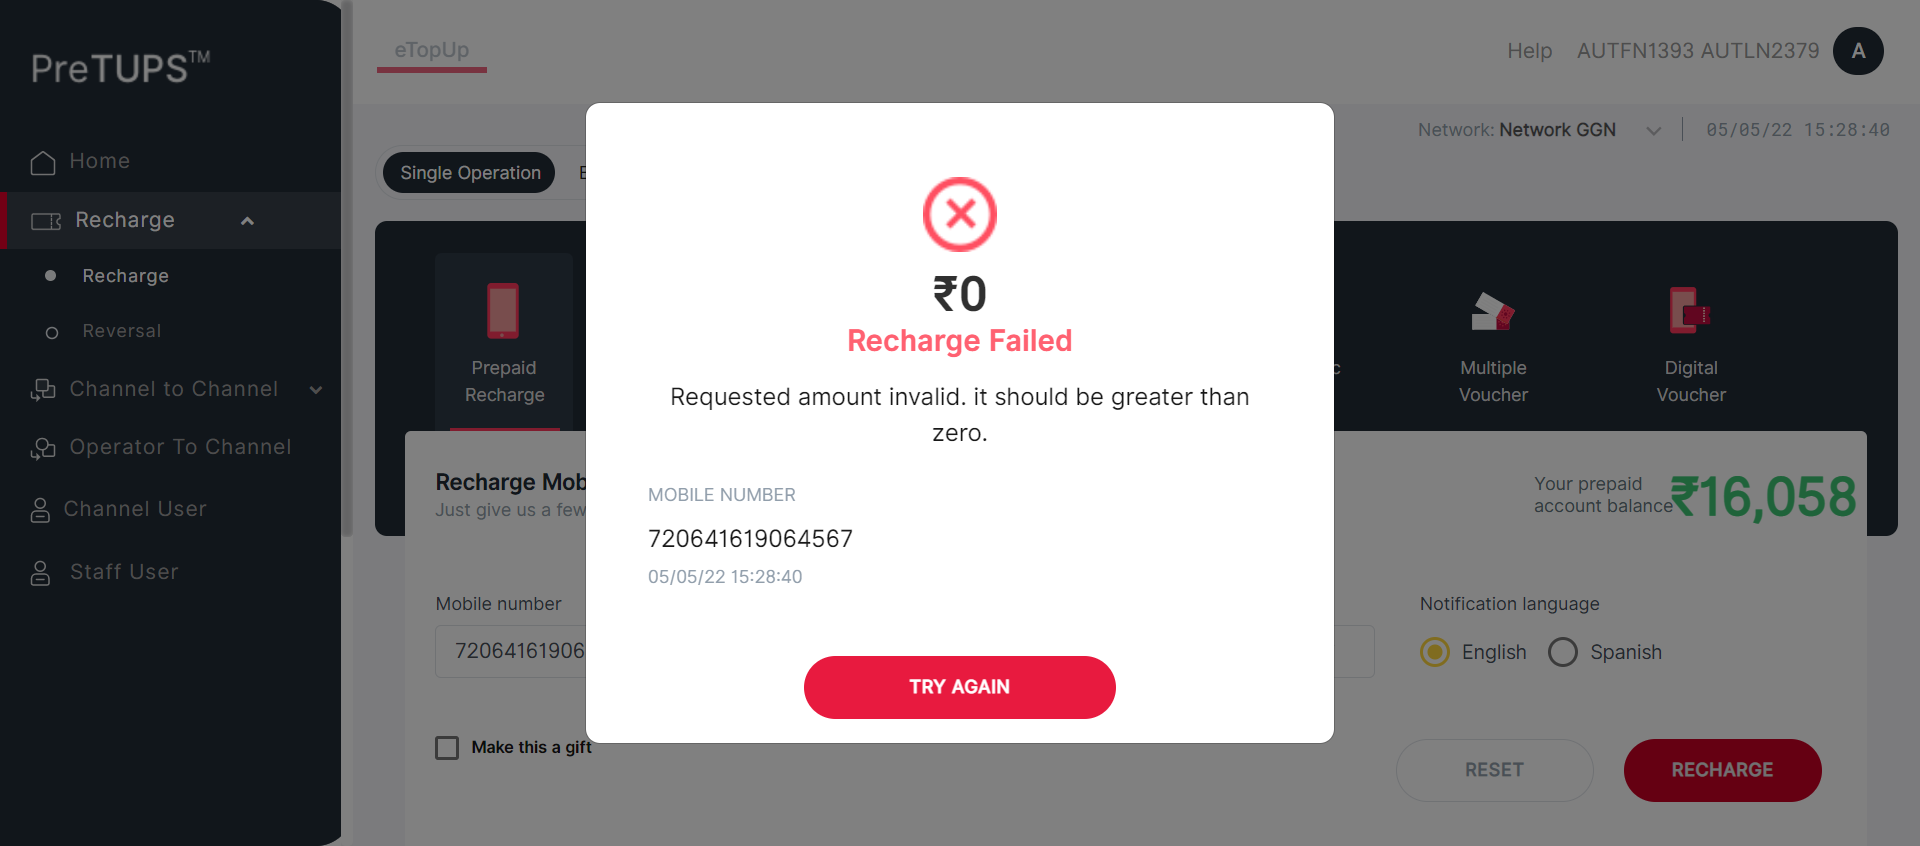 PreTUPS™
Home
Recharge
Recharge
Reversal
Channel to Channel
Operator To Channel
Channel User
Staff User
eTopUp
Help AUTFN1393 AUTLN2379 A
Network: Network GGN 05/05/22 15:28:40
Single Operation
Prepaid
Recharge
Multiple
Voucher
Digital
Voucher
Recharge Mob
Just give us a few
Your prepaid
account balance
₹16,058
Mobile number
72064161906
Notification language
English
Spanish
Make this a gift
RESET
RECHARGE
₹0
Recharge Failed
Requested amount invalid. it should be greater than
zero.
MOBILE NUMBER
720641619064567
05/05/22 15:28:40
TRY AGAIN